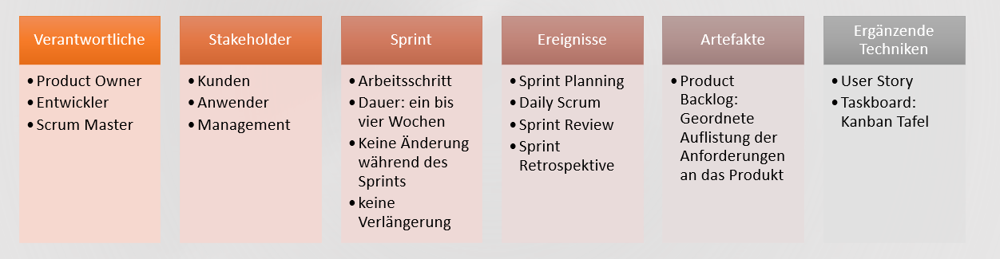 Verantwortliche
• Product Owner
• Entwickler
• Scrum Master
Stakeholder
• Kunden
• Anwender
• Management
Sprint
• Arbeitsschritt
• Dauer: ein bis
vier Wochen
• Keine Änderung
während des
Sprints
• keine
Verlängerung
Ereignisse
• Sprint Planning
• Daily Scrum
• Sprint Review
• Sprint
Retrospektive
Artefakte
• Product
Backlog:
Geordnete
Auflistung der
Anforderungen
an das Produkt
Ergänzende
Techniken
• User Story
• Taskboard:
Kanban Tafel